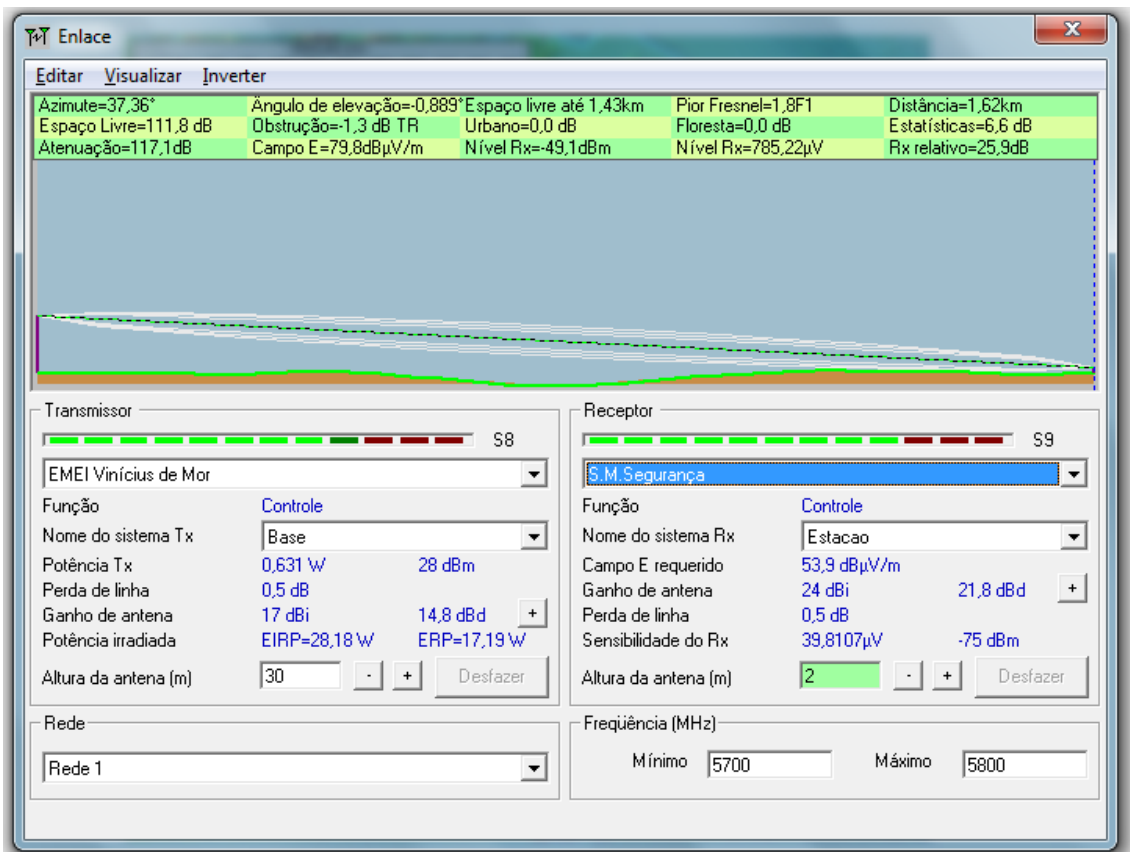 Enlace
Editar Visualizar Inverter
Azimute=37,36° Ângulo de elevação=-0,889° Espaço livre até 1,43km Pior Fresnel=1,8F1 Distância=1,62km
Espaço Livre=111,8 dB Obstrução=-1,3 dB TR Urbano=0,0 dB Floresta=0,0 dB Estatísticas=6,6 dB
Atenuação=117,1dB Campo E=79,8dBµV/m Nível Rx=-49,1dBm Nível Rx=785,22µV Rx relativo=25,9dB
Transmissor
S8
EMEI Vinícius de Mor
Função Controle
Nome do sistema Tx Base
Potência Tx 0,631 W 28 dBm
Perda de linha 0,5 dB
Ganho de antena 17 dBi 14,8 dBd +
Potência irradiada EIRP=28,18 W ERP=17,19 W
Altura da antena (m) 30 - + Desfazer
Receptor
S9
S.M.Segurança
Função Controle
Nome do sistema Rx Estacao
Campo E requerido 53,9 dBµV/m
Ganho de antena 24 dBi 21,8 dBd +
Perda de linha 0,5 dB
Sensibilidade do Rx 39,8107µV -75 dBm
Altura da antena (m) 2 - + Desfazer
Rede
Rede 1
Freqüência (MHz)
Mínimo 5700 Máximo 5800